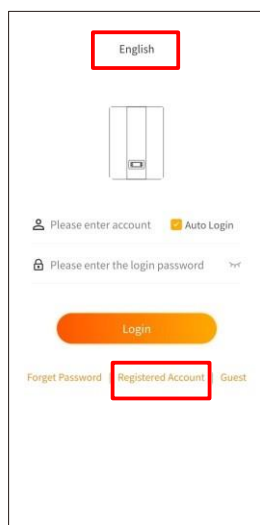 English
Please enter account Auto Login
Please enter the login password
Login
Forget Password | Registered Account | Guest